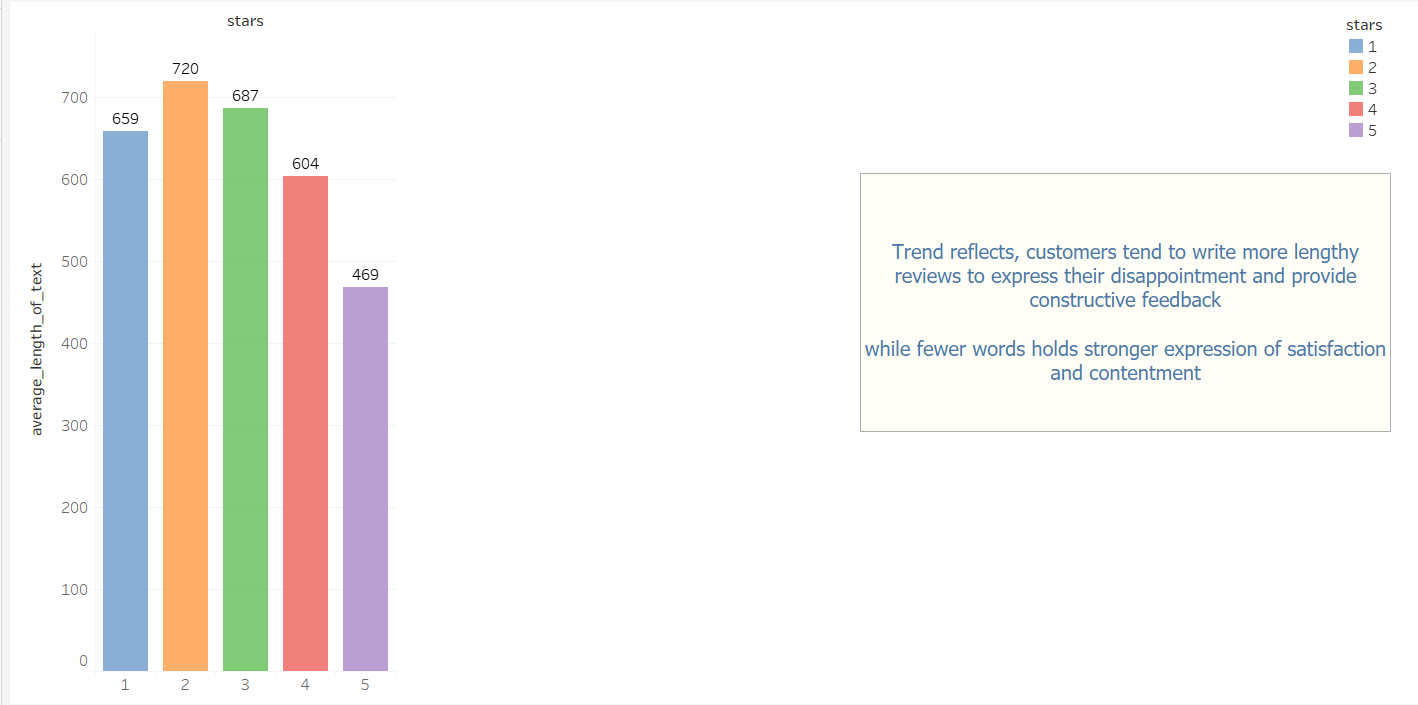 stars
659
720
687
604
469
700
600
500
400
300
200
100
0
average_length_of_text
1
2
3
4
5
stars
1
2
3
4
5
Trend reflects, customers tend to write more lengthy
reviews to express their disappointment and provide
constructive feedback
while fewer words holds stronger expression of satisfaction
and contentment